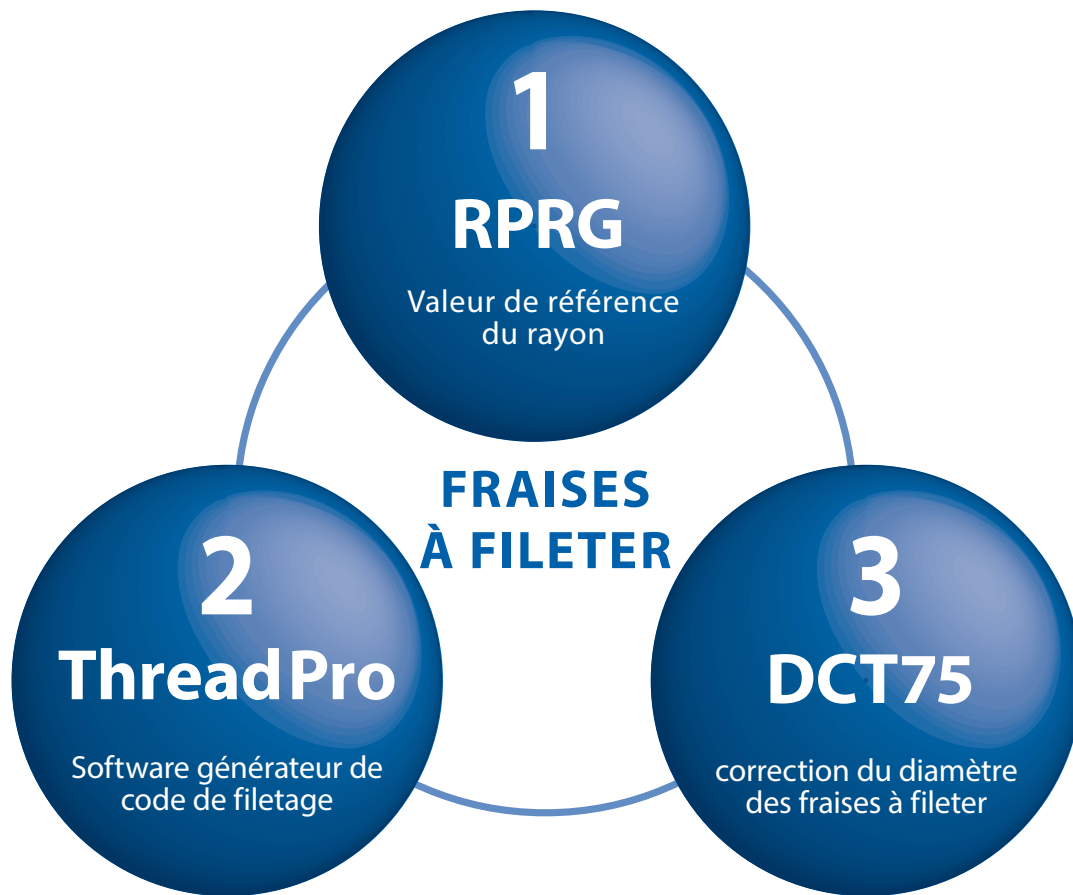 1
RPRG
Valeur de référence
du rayon
FRAISES
À FILETER
2
ThreadPro
Software générateur de
code de filetage
3
DCT75
correction du diamètre
des fraises à fileter